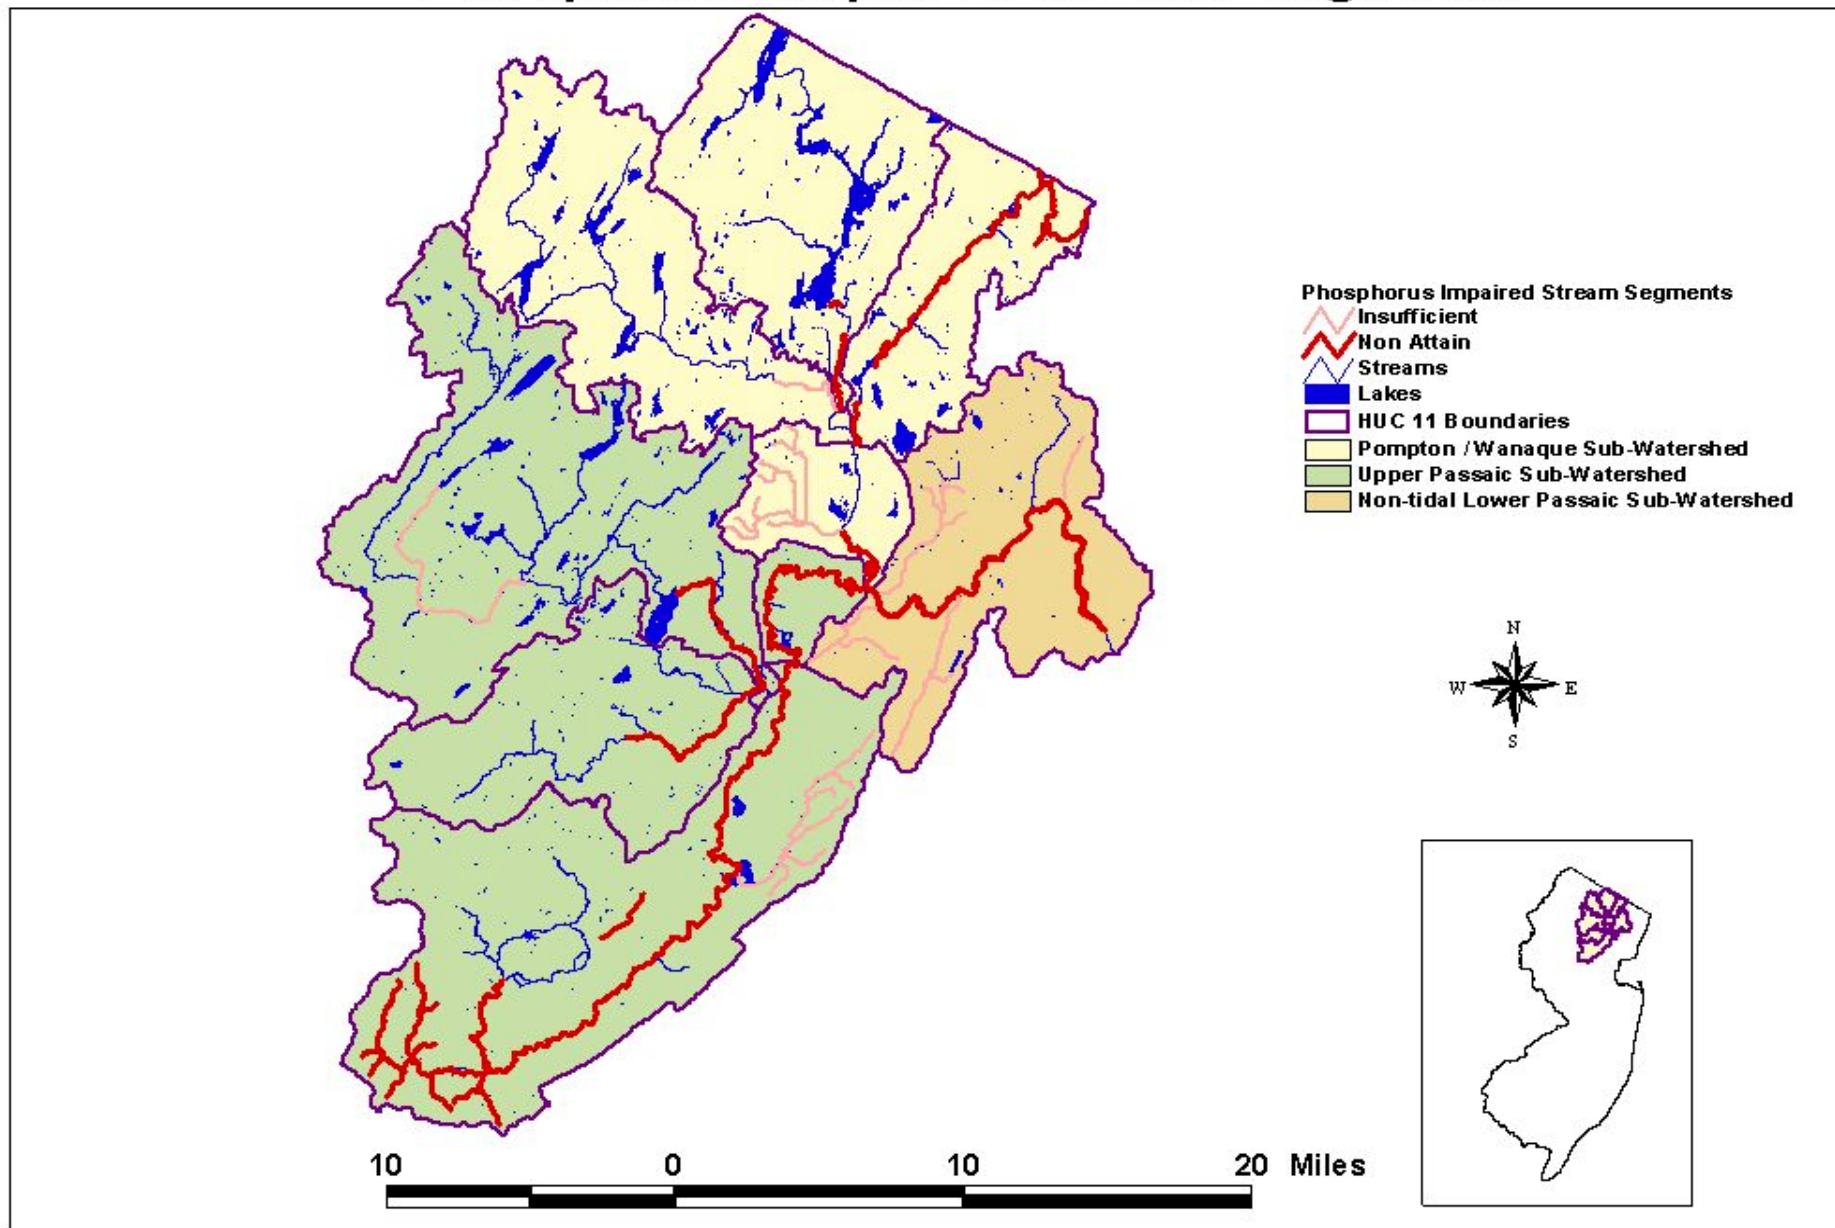 Phosphorus Impaired Stream Segments
Insufficient
Non Attain
Streams
Lakes
HUC 11 Boundaries
Pompton / Wanaque Sub-Watershed
Upper Passaic Sub-Watershed
Non-tidal Lower Passaic Sub-Watershed
N
W E
S
10 0 10 20 Miles